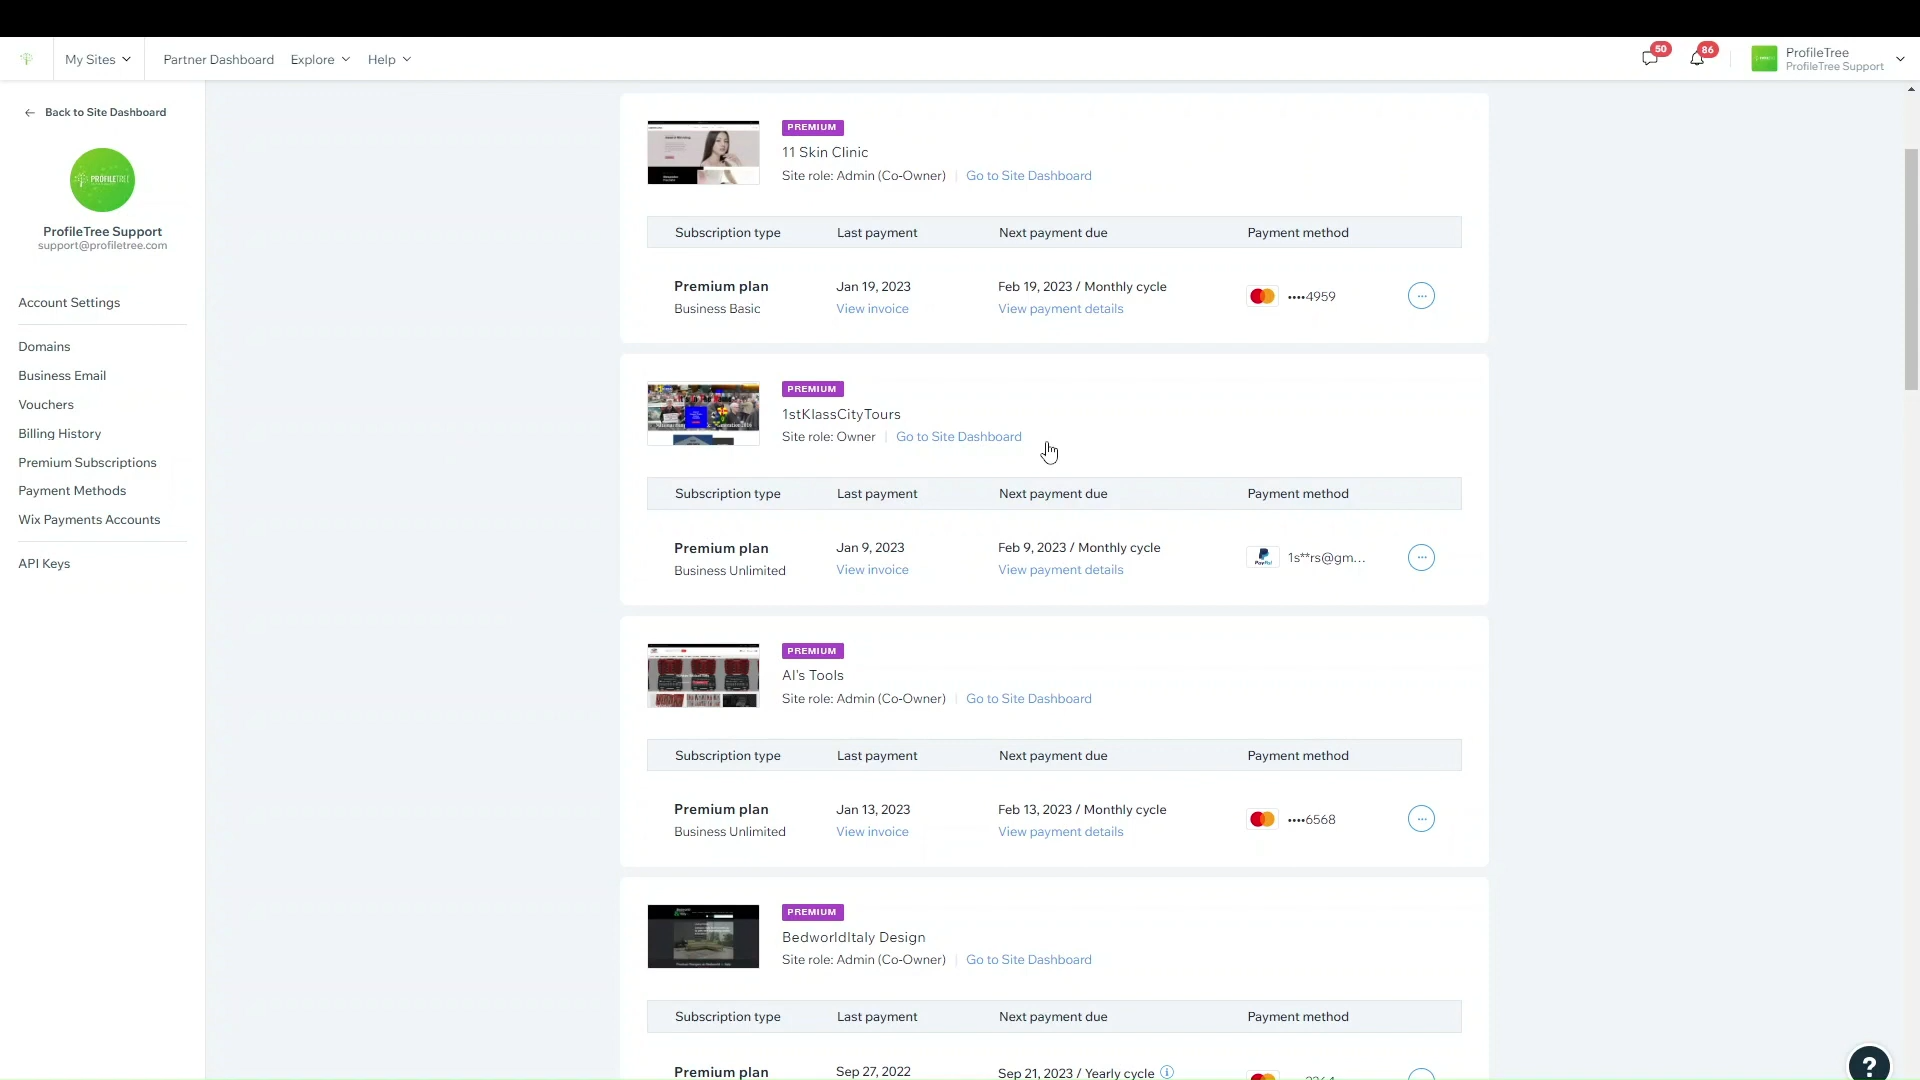 My Sites
Partner Dashboard
Explore
Help
50
86
ProfileTree
ProfileTree Support
Back to Site Dashboard
PROFILETREE
ProfileTree Support
support@profiletree.com
Account Settings
Domains
Business Email
Vouchers
Billing History
Premium Subscriptions
Payment Methods
Wix Payments Accounts
API Keys
PREMIUM
11 Skin Clinic
Site role: Admin (Co-Owner) | Go to Site Dashboard
Subscription type Last payment Next payment due Payment method
Premium plan Jan 19, 2023 Feb 19, 2023 / Monthly cycle ••••4959 ...
Business Basic View invoice View payment details
PREMIUM
1stKlassCityTours
Site role: Owner | Go to Site Dashboard
Subscription type Last payment Next payment due Payment method
Premium plan Jan 9, 2023 Feb 9, 2023 / Monthly cycle PayPal 1s**rs@gm... ...
Business Unlimited View invoice View payment details
PREMIUM
Al's Tools
Site role: Admin (Co-Owner) | Go to Site Dashboard
Subscription type Last payment Next payment due Payment method
Premium plan Jan 13, 2023 Feb 13, 2023 / Monthly cycle ••••6568 ...
Business Unlimited View invoice View payment details
PREMIUM
BedworldItaly Design
Site role: Admin (Co-Owner) | Go to Site Dashboard
Subscription type Last payment Next payment due Payment method
Premium plan Sep 27, 2022 Sep 21, 2023 / Yearly cycle
?